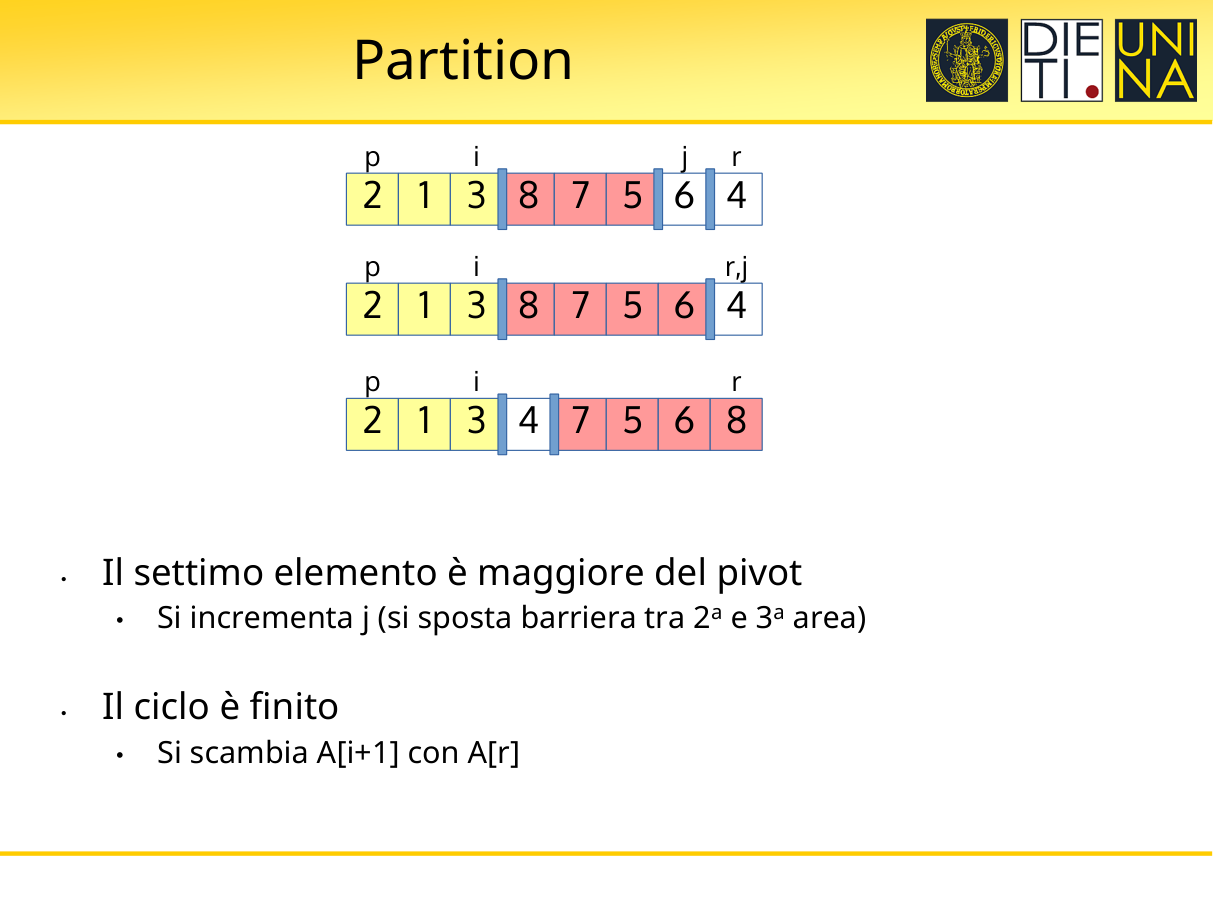 Partition
DIE
TI
UNI
NA
p i j r
2 1 3 8 7 5 6 4
p i r,j
2 1 3 8 7 5 6 4
p i r
2 1 3 4 7 5 6 8
• Il settimo elemento è maggiore del pivot
• Si incrementa j (si sposta barriera tra 2ª e 3ª area)
• Il ciclo è finito
• Si scambia A[i+1] con A[r]